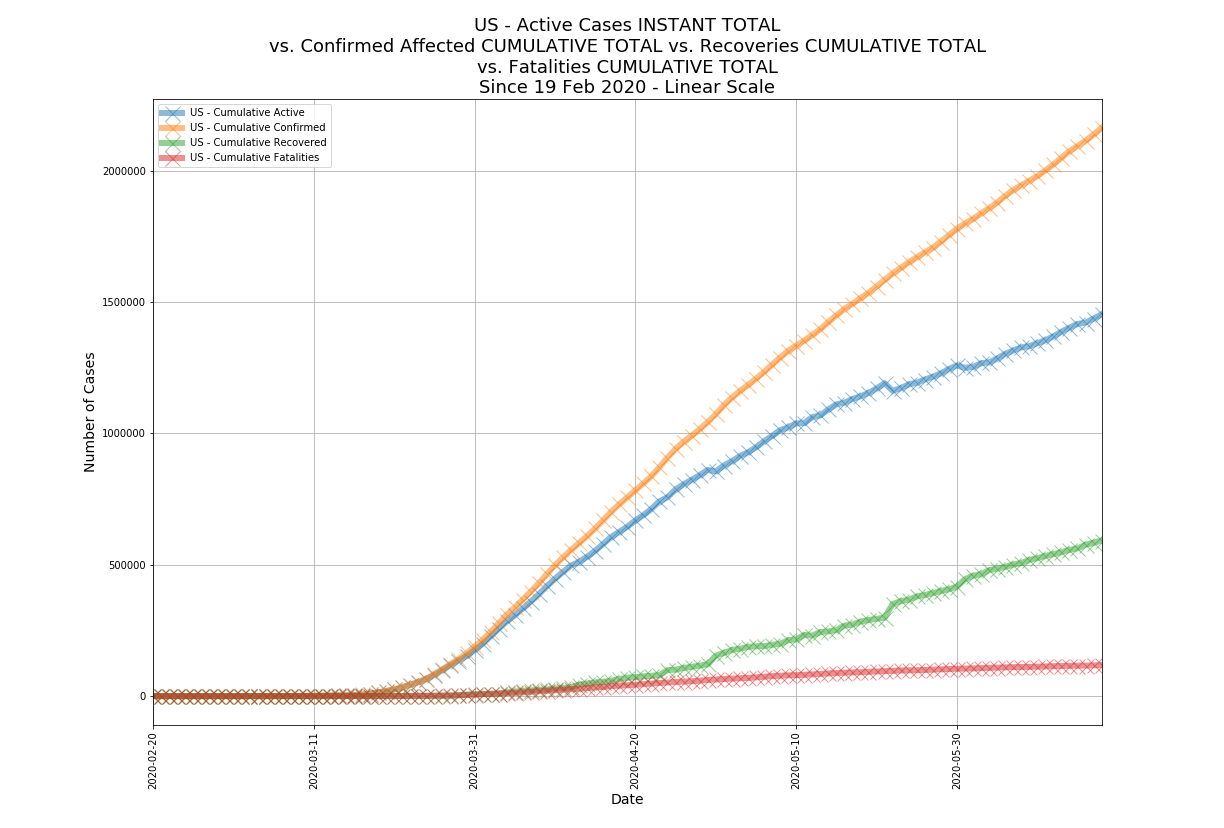 US - Active Cases INSTANT TOTAL
vs. Confirmed Affected CUMULATIVE TOTAL vs. Recoveries CUMULATIVE TOTAL
vs. Fatalities CUMULATIVE TOTAL
Since 19 Feb 2020 - Linear Scale
US - Cumulative Active
US - Cumulative Confirmed
US - Cumulative Recovered
US - Cumulative Fatalities
Number of Cases
2000000
1500000
1000000
500000
0
2020-02-20
2020-03-11
2020-03-31
2020-04-20
2020-05-10
2020-05-30
Date